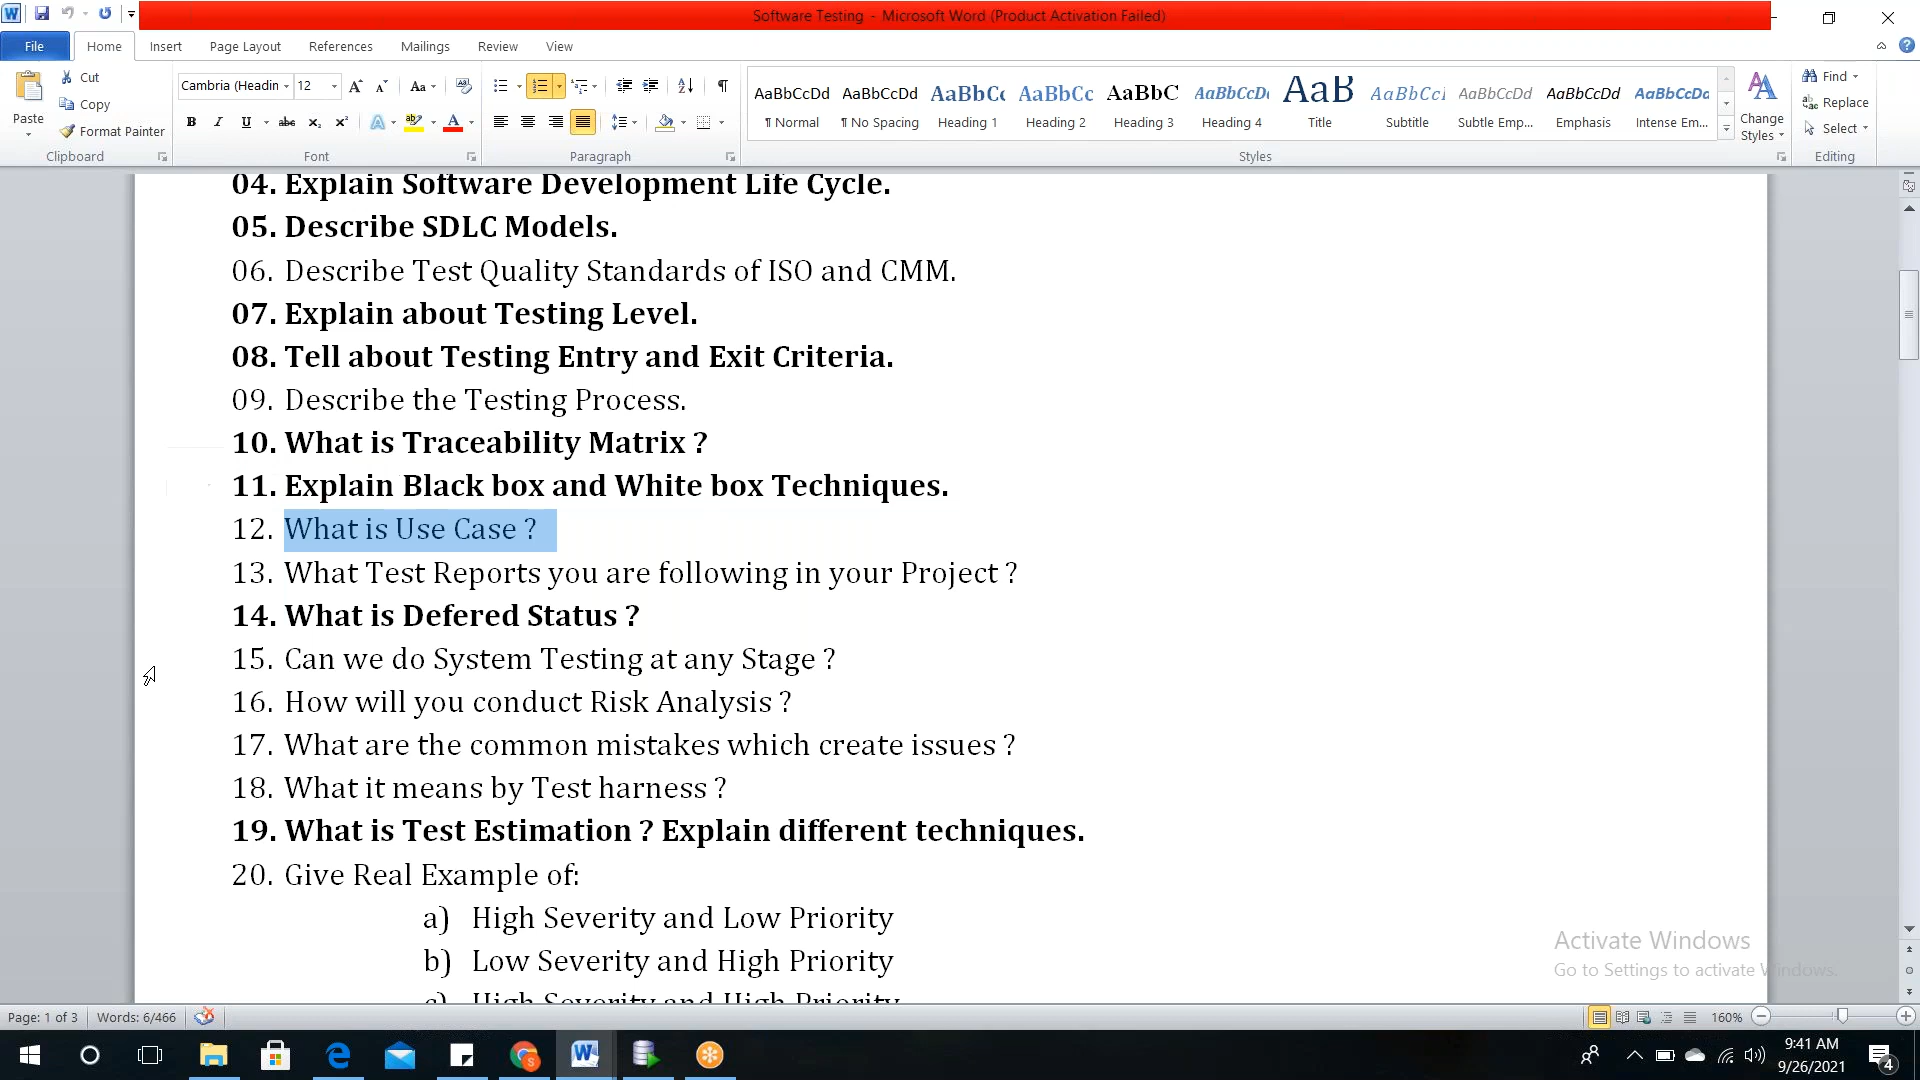 Software Testing - Microsoft Word (Product Activation Failed)
File Home Insert Page Layout References Mailings Review View
Paste
Cut
Copy
Format Painter
Clipboard
Cambria (Headin 12
Font
Paragraph
AaBbCcDd AaBbCcDd AaBbCc AaBbCc AaBbC AaBbCcDd AaB AaBbCcI AaBbCcDd AaBbCcDd AaBbCcDd
¶ Normal ¶ No Spacing Heading 1 Heading 2 Heading 3 Heading 4 Title Subtitle Subtle Emp... Emphasis Intense Em...
Styles
Change
Styles
Find
Replace
Select
Editing
04. Explain Software Development Life Cycle.
05. Describe SDLC Models.
06. Describe Test Quality Standards of ISO and CMM.
07. Explain about Testing Level.
08. Tell about Testing Entry and Exit Criteria.
09. Describe the Testing Process.
10. What is Traceability Matrix ?
11. Explain Black box and White box Techniques.
12. What is Use Case ?
13. What Test Reports you are following in your Project ?
14. What is Defered Status ?
15. Can we do System Testing at any Stage ?
16. How will you conduct Risk Analysis ?
17. What are the common mistakes which create issues ?
18. What it means by Test harness ?
19. What is Test Estimation ? Explain different techniques.
20. Give Real Example of:
a) High Severity and Low Priority
b) Low Severity and High Priority
c) High Severity and High Priority
Activate Windows
Go to Settings to activate Windows.
Page: 1 of 3 Words: 6/466 160%
9:41 AM
9/26/2021
4